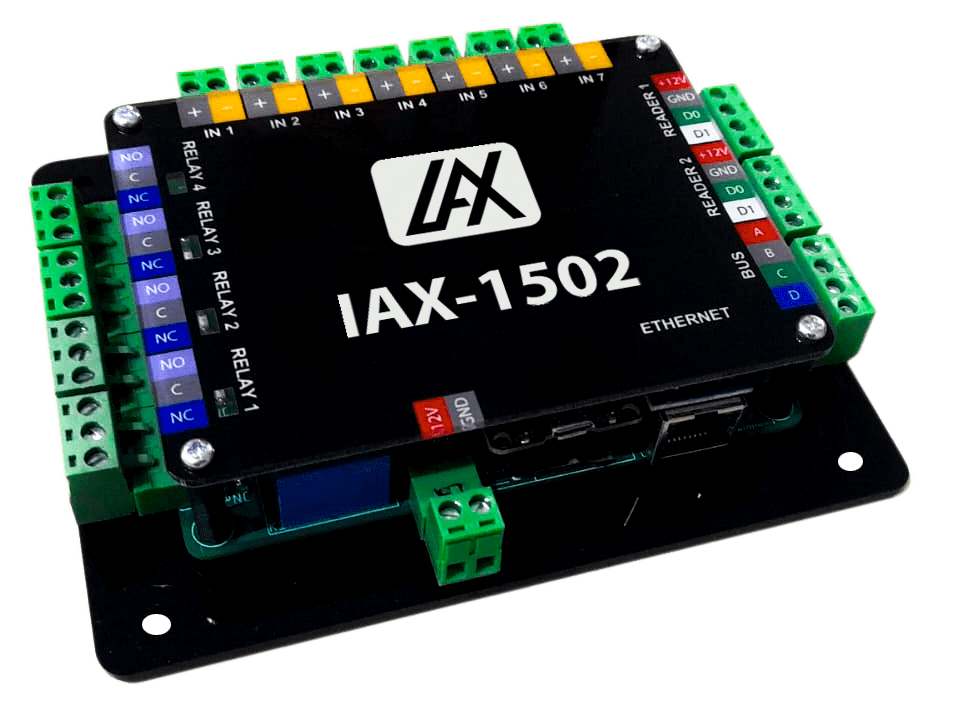 + - + - + - + - + - + - + -
IN 1 IN 2 IN 3 IN 4 IN 5 IN 6 IN 7
READER 1
+12V
GND
D0
D1
READER 2
+12V
GND
D0
D1
BUS
A
B
C
D
RELAY 4
NO
C
NC
RELAY 3
NO
C
NC
RELAY 2
NO
C
NC
RELAY 1
NO
C
NC
IAX
IAX-1502
ETHERNET
+12V
GND
NC